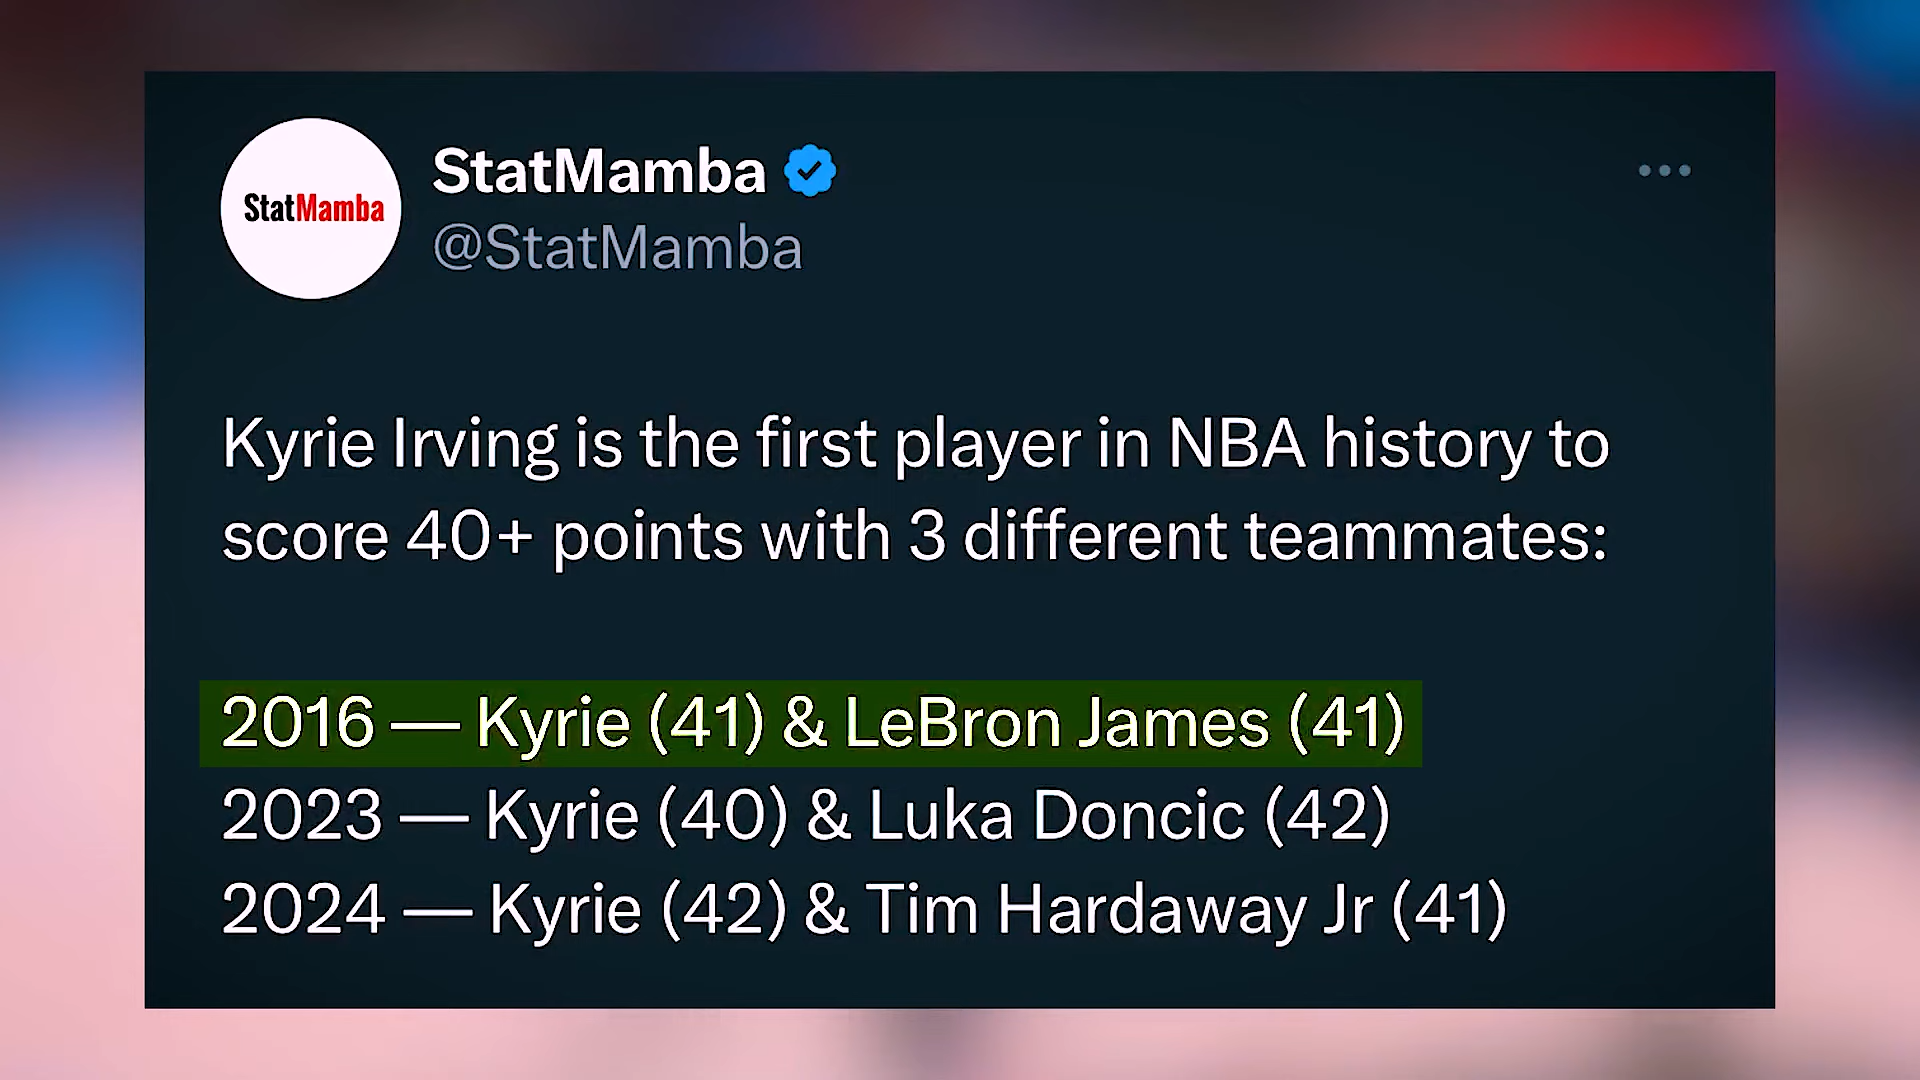 StatMamba
StatMamba
@StatMamba
Kyrie Irving is the first player in NBA history to
score 40+ points with 3 different teammates:
2016 — Kyrie (41) & LeBron James (41)
2023 — Kyrie (40) & Luka Doncic (42)
2024 — Kyrie (42) & Tim Hardaway Jr (41)